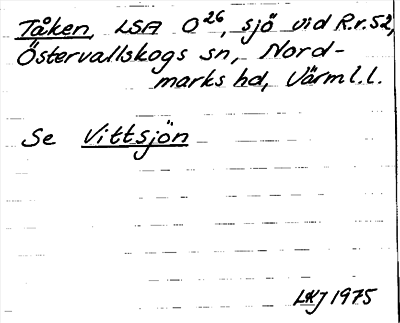 Tåken, LSA O²⁶, sjö vid R.r.52,
Östervallskogs sn, Nord-
marks hd, Värml.l.
Se Vittsjön
LKJ 1975